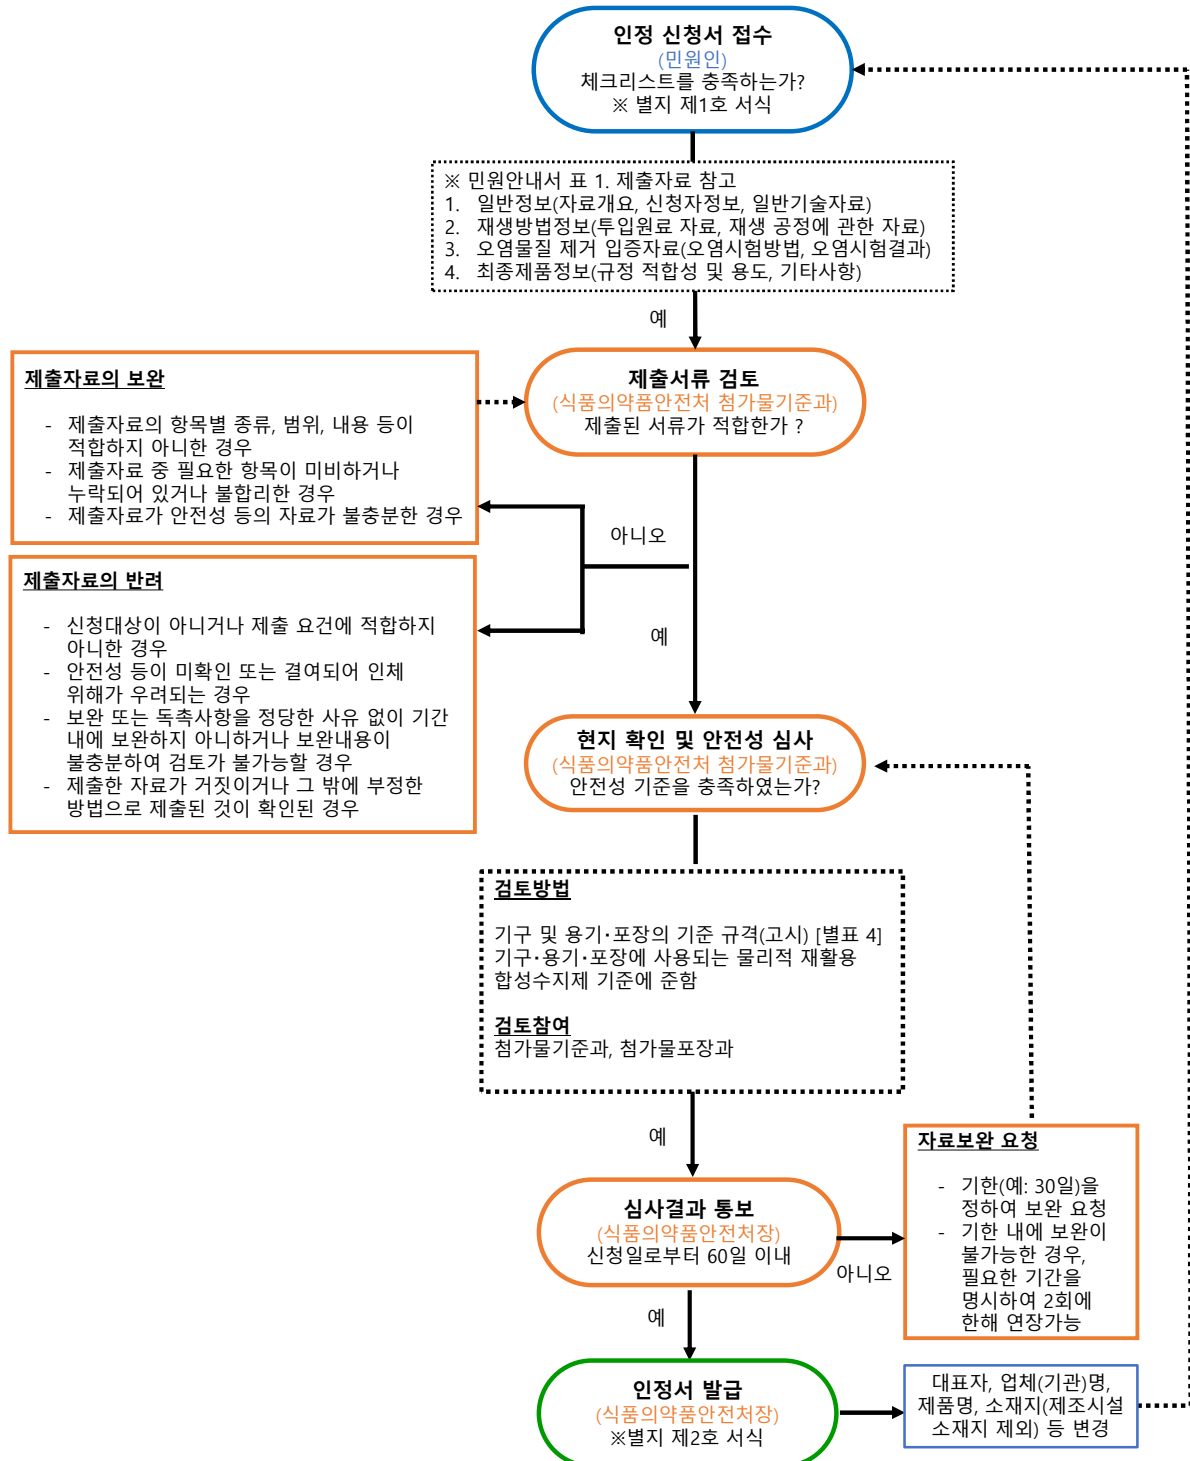 인정 신청서 접수
(민원인)
체크리스트를 충족하는가?
※ 별지 제1호 서식
※ 민원안내서 표 1. 제출자료 참고
1. 일반정보(자료개요, 신청자정보, 일반기술자료)
2. 재생방법정보(투입원료 자료, 재생 공정에 관한 자료)
3. 오염물질 제거 입증자료(오염시험방법, 오염시험결과)
4. 최종제품정보(규정 적합성 및 용도, 기타사항)
예
제출서류 검토
(식품의약품안전처 첨가물기준과)
제출된 서류가 적합한가 ?
제출자료의 보완
- 제출자료의 항목별 종류, 범위, 내용 등이
적합하지 아니한 경우
- 제출자료 중 필요한 항목이 미비하거나
누락되어 있거나 불합리한 경우
- 제출자료가 안전성 등의 자료가 불충분한 경우
아니오
제출자료의 반려
- 신청대상이 아니거나 제출 요건에 적합하지
아니한 경우
- 안전성 등이 미확인 또는 결여되어 인체
위해가 우려되는 경우
- 보완 또는 독촉사항을 정당한 사유 없이 기간
내에 보완하지 아니하거나 보완내용이
불충분하여 검토가 불가능할 경우
- 제출한 자료가 거짓이거나 그 밖에 부정한
방법으로 제출된 것이 확인된 경우
예
현지 확인 및 안전성 심사
(식품의약품안전처 첨가물기준과)
안전성 기준을 충족하였는가?
검토방법
기구 및 용기·포장의 기준 규격(고시) [별표 4]
기구·용기·포장에 사용되는 물리적 재활용
합성수지제 기준에 준함
검토참여
첨가물기준과, 첨가물포장과
예
심사결과 통보
(식품의약품안전처장)
신청일로부터 60일 이내
아니오
자료보완 요청
- 기한(예: 30일)을
정하여 보완 요청
- 기한 내에 보완이
불가능한 경우,
필요한 기간을
명시하여 2회에
한해 연장가능
예
인정서 발급
(식품의약품안전처장)
※별지 제2호 서식
대표자, 업체(기관)명,
제품명, 소재지(제조시설
소재지 제외) 등 변경